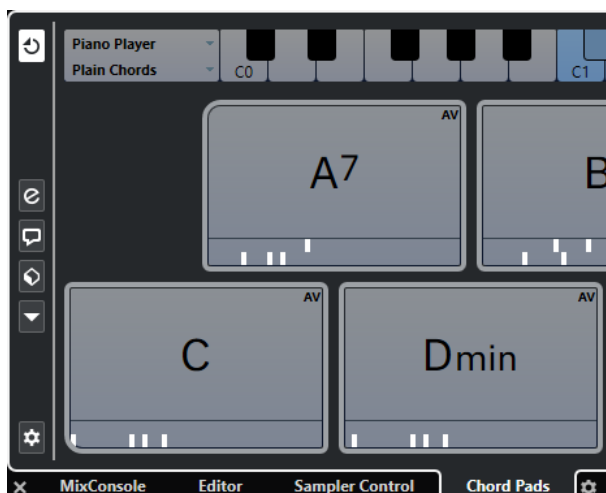 Piano Player
Plain Chords
C0
C1
AV
A7
B
AV
C
AV
Dmin
MixConsole
Editor
Sampler Control
Chord Pads